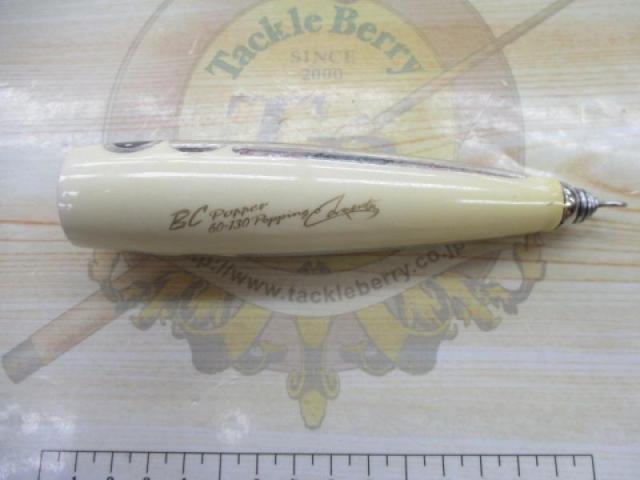 Tackle Berry
SINCE
2000
BC Popper
60-130 Popping
http://www.tackleberry.co.jp